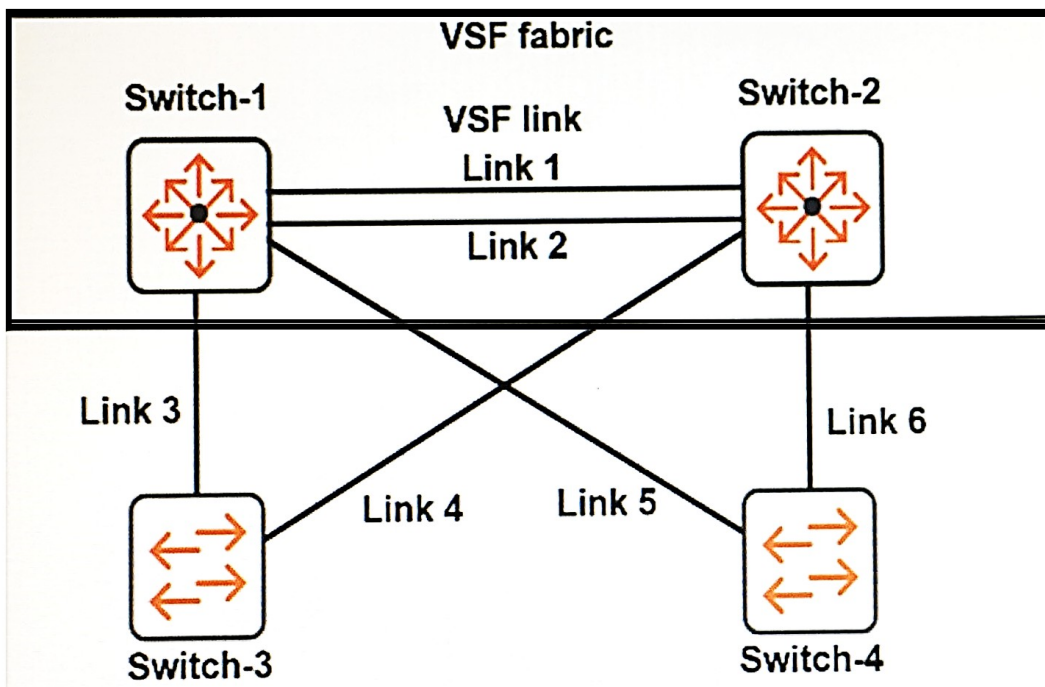 VSF fabric
Switch-1
Switch-2
VSF link
Link 1
Link 2
Link 3
Link 6
Link 4
Link 5
Switch-3
Switch-4